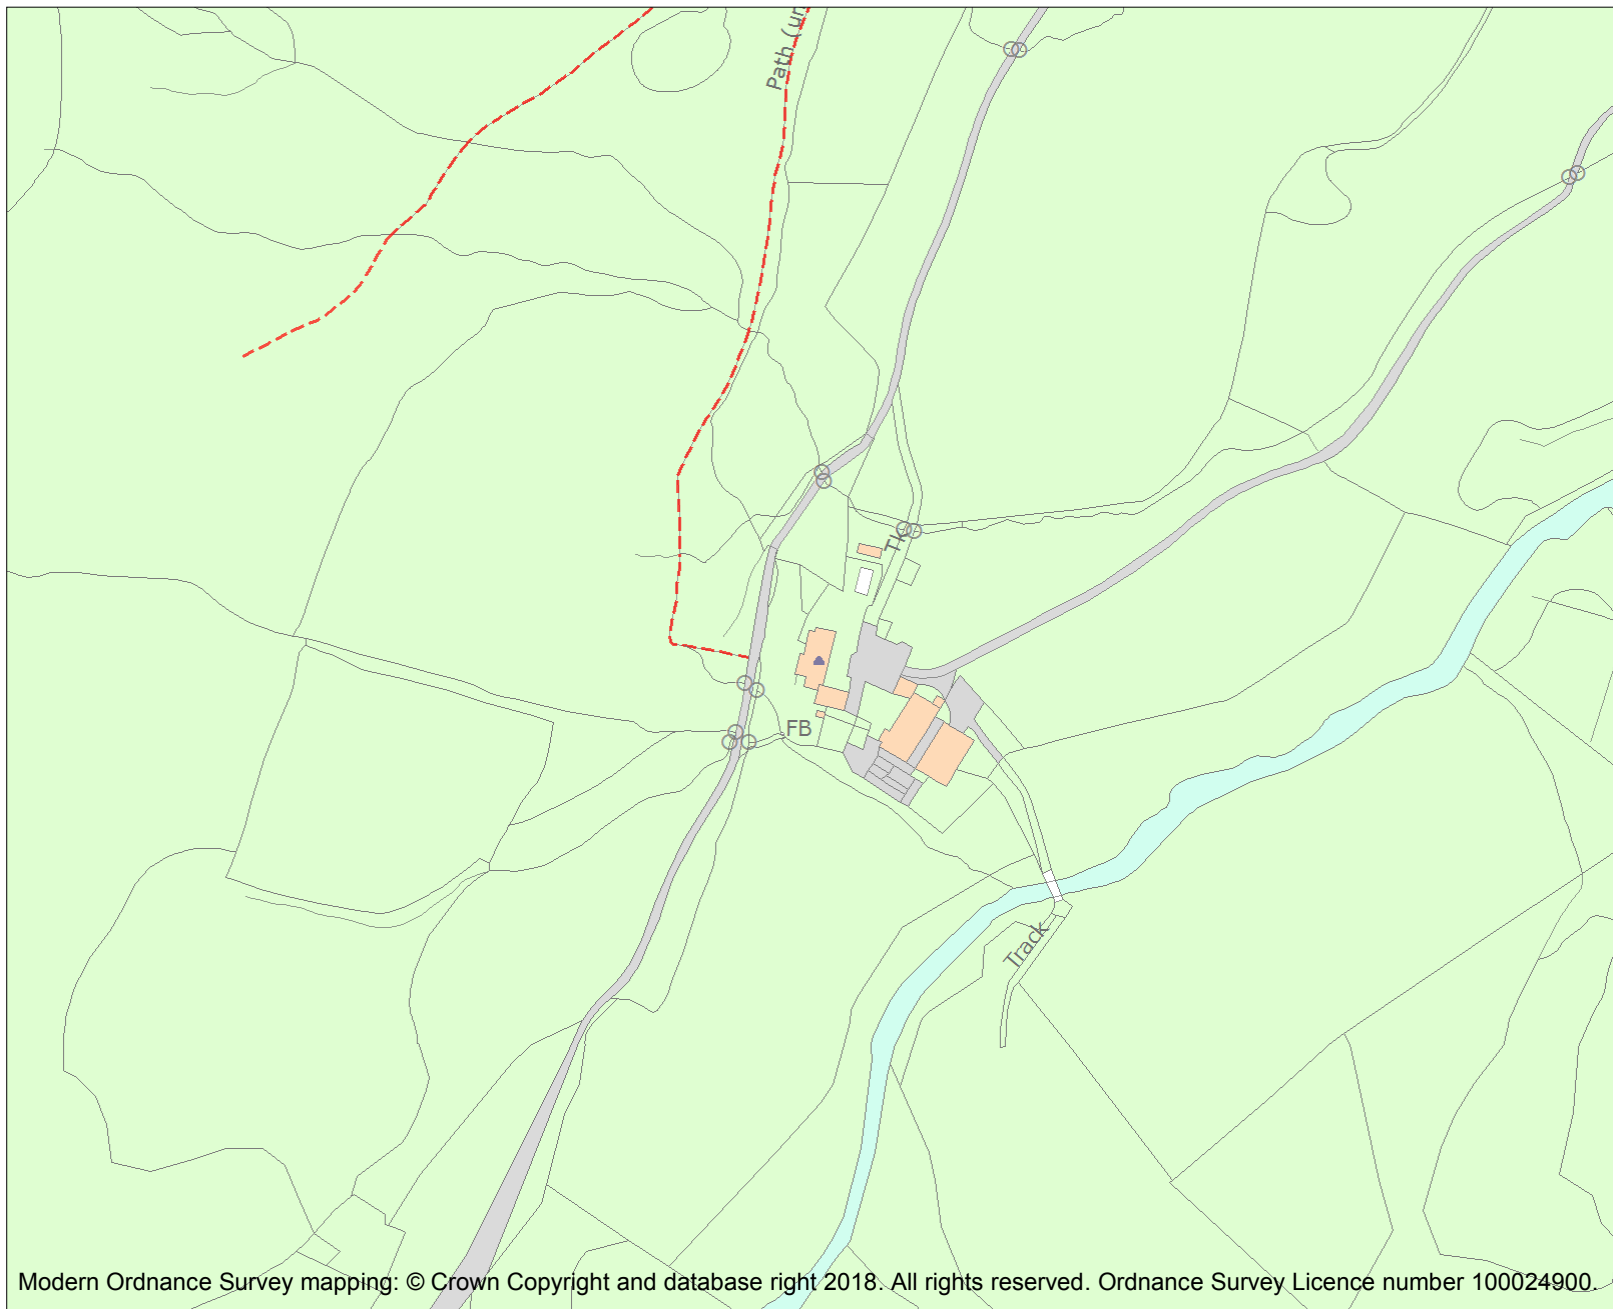 Path (un
Tk
FB
Track
Modern Ordnance Survey mapping: © Crown Copyright and database right 2018. All rights reserved. Ordnance Survey Licence number 100024900.